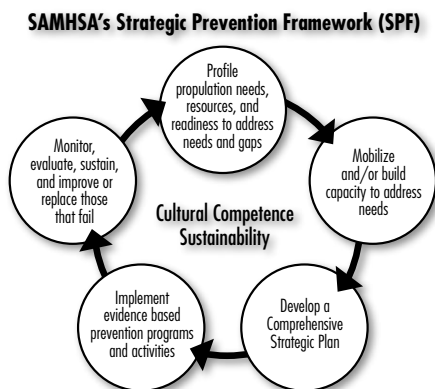 SAMHSA's Strategic Prevention Framework (SPF)
Profile
propulation needs,
resources, and
readiness to address
needs and gaps
Mobilize
and/or build
capacity to address
needs
Develop a
Comprehensive
Strategic Plan
Implement
evidence based
prevention programs
and activities
Monitor,
evaluate, sustain,
and improve or
replace those
that fail
Cultural Competence
Sustainability